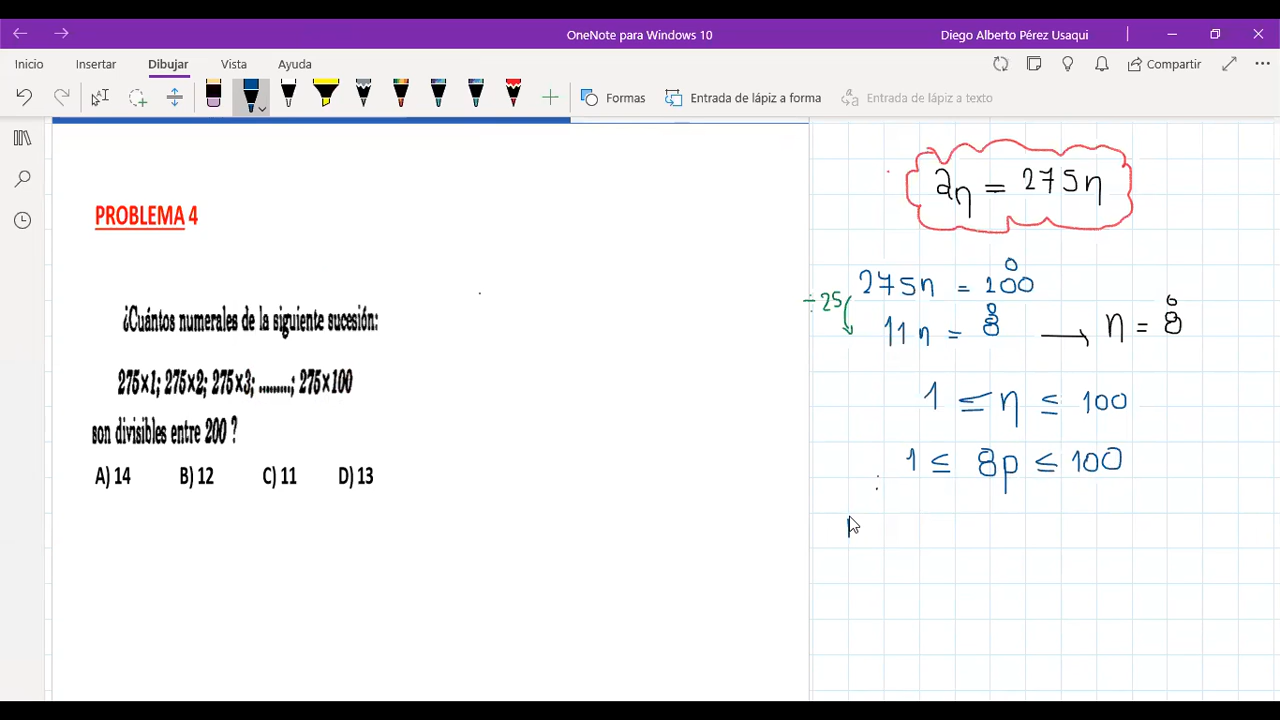 OneNote para Windows 10
Diego Alberto Pérez Usaqui
Inicio Insertar Dibujar Vista Ayuda
Compartir
Formas
Entrada de lápiz a forma
Entrada de lápiz a texto
PROBLEMA 4
¿Cuántos numerales de la siguiente sucesión:
275×1; 275×2; 275×3; .........; 275×100
son divisibles entre 200 ?
A) 14 B) 12 C) 11 D) 13
aₙ = 275n
275n = 200°
÷25
11n = 8° → n = 8°
1 ≤ n ≤ 100
1 ≤ 8p ≤ 100